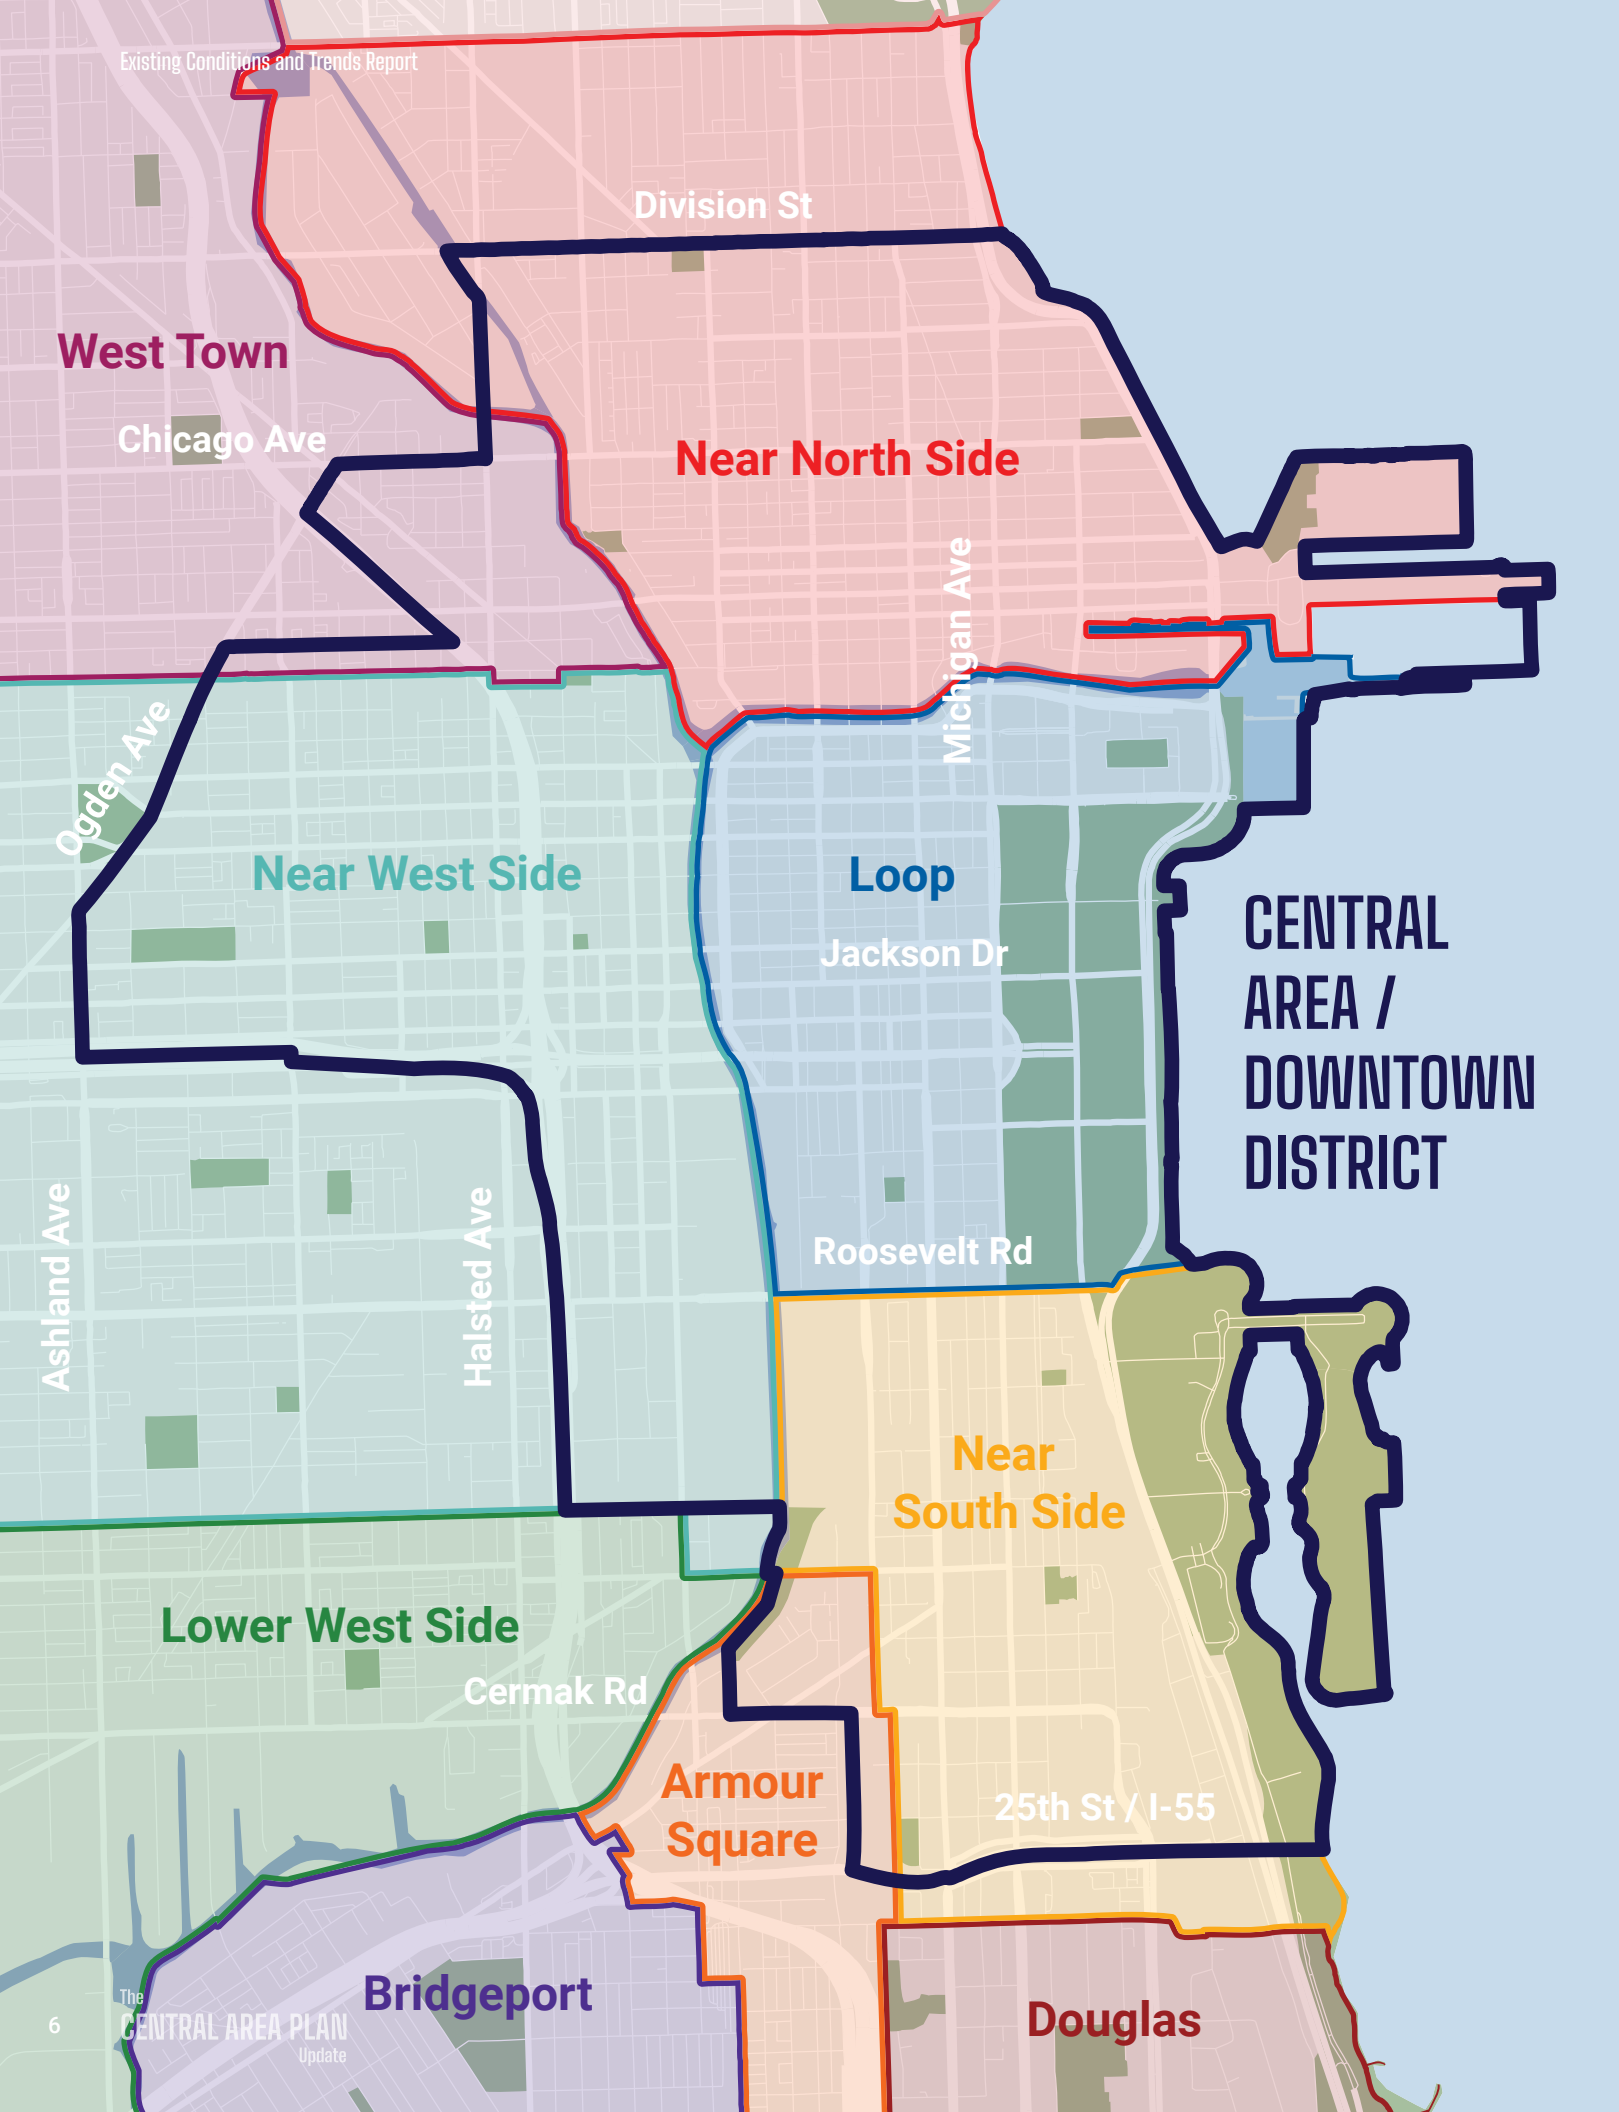 Existing Conditions and Trends Report
Division St
West Town
Chicago Ave
Near North Side
Michigan Ave
Ogden Ave
Near West Side
Loop
Jackson Dr
CENTRAL
AREA /
DOWNTOWN
DISTRICT
Ashland Ave
Halsted Ave
Roosevelt Rd
Near
South Side
Lower West Side
Cermak Rd
Armour
Square
25th St / I-55
Bridgeport
Douglas
6
The
CENTRAL AREA PLAN
Update